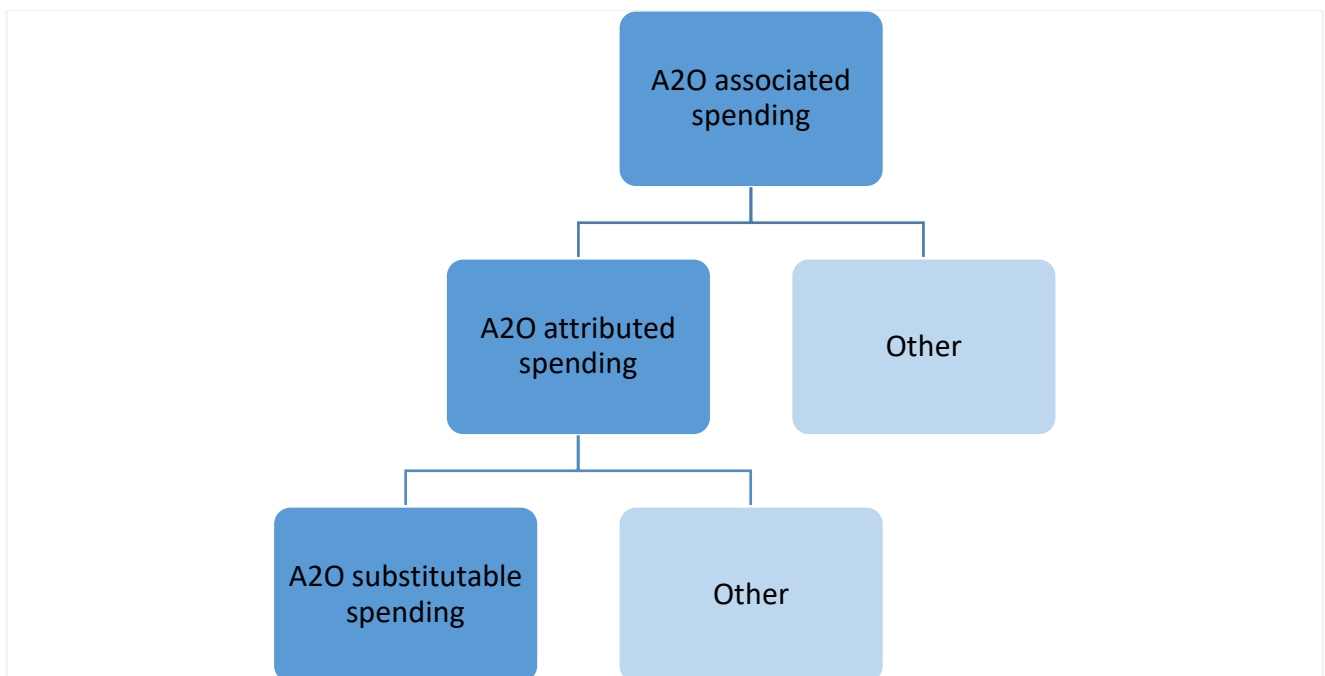 A2O associated
spending
A2O attributed
spending
Other
A2O substitutable
spending
Other